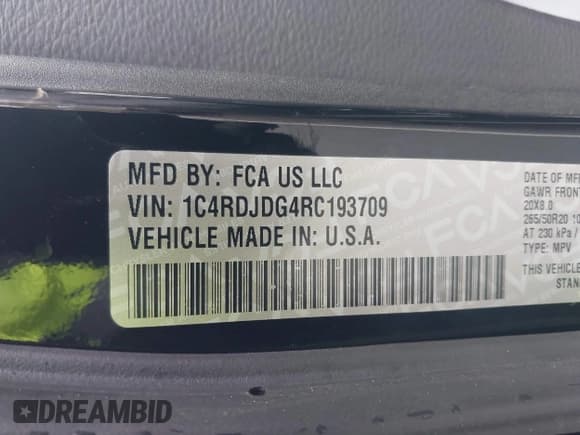 MFD BY: FCA US LLC
VIN: 1C4RDJDG4RC193709
VEHICLE MADE IN: U.S.A.
DATE OF MF
GAWR FRONT
20X8.0
265/50R20 10
AT 230 kPa /
TYPE: MPV
THIS VEHICLE
STAN
DREAMBID